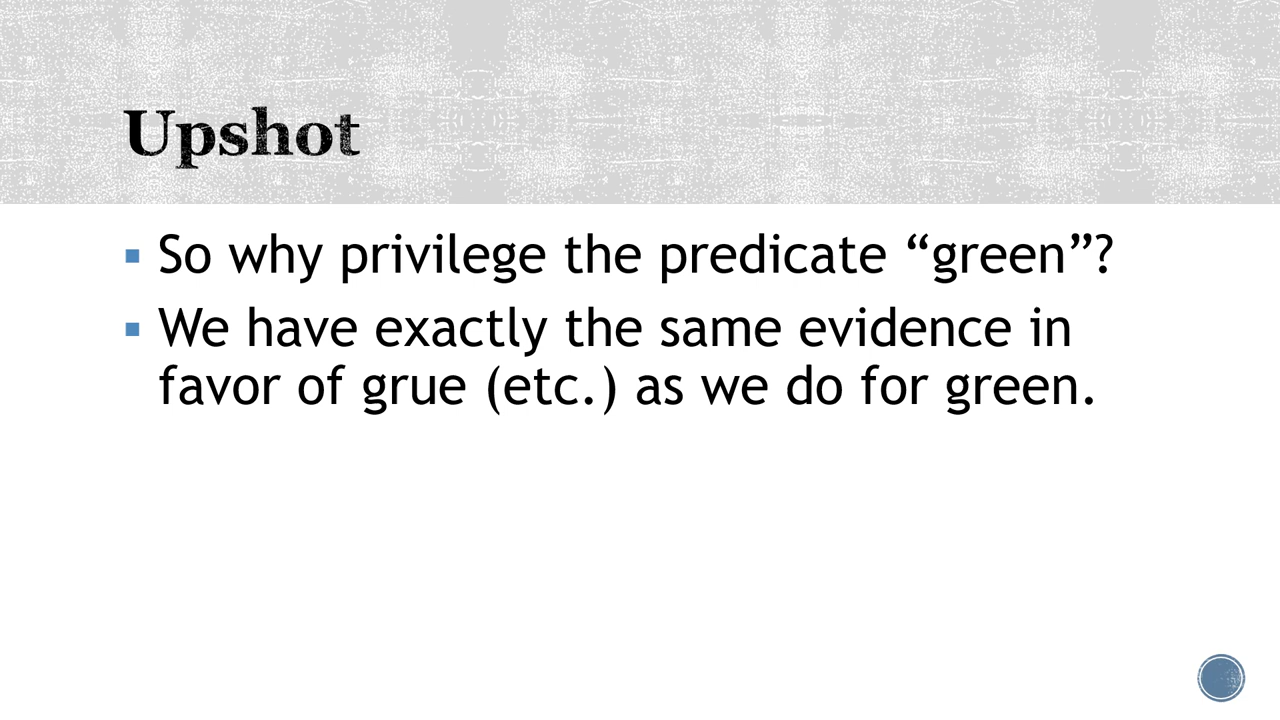 Upshot
▪ So why privilege the predicate “green”?
▪ We have exactly the same evidence in
favor of grue (etc.) as we do for green.